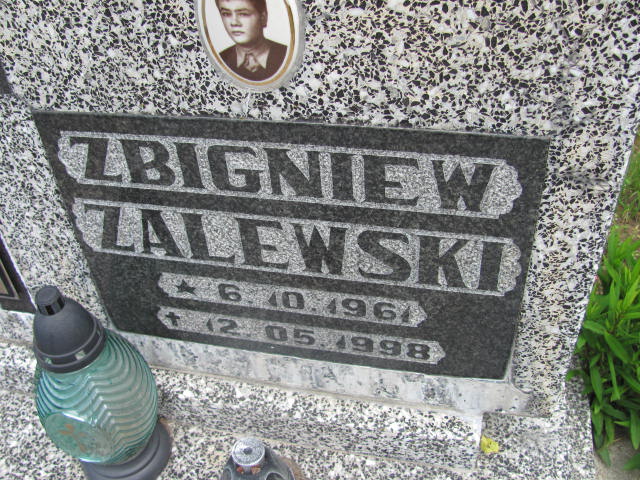 ZBIGNIEW
ZALEWSKI
★ 6.10.1961
✝ 12.05.1998